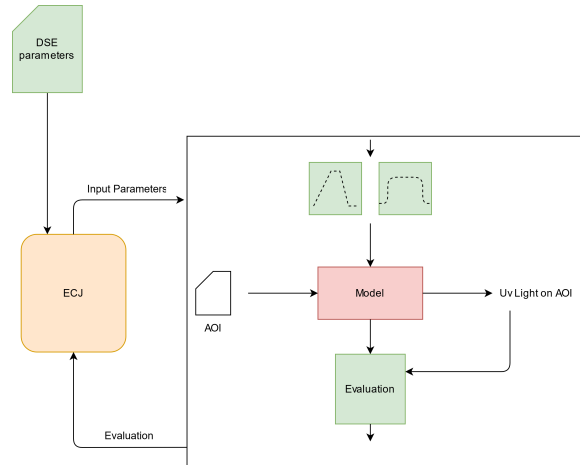 DSE
parameters
Input Parameters
ECJ
Model
Uv Light on AOI
AOI
Evaluation
Evaluation